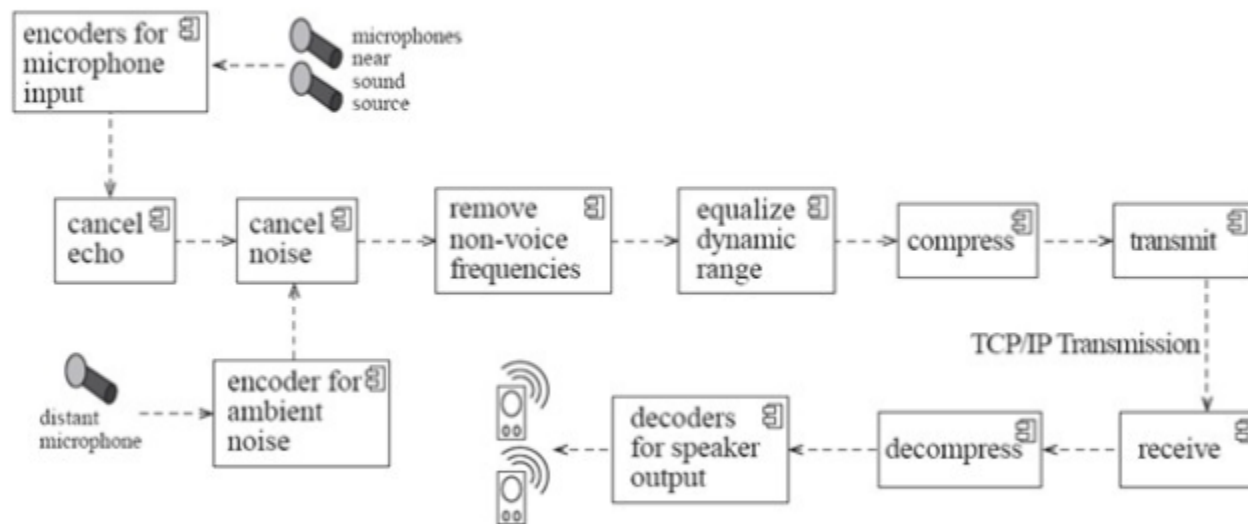 encoders for
microphone
input
microphones
near
sound
source
cancel
echo
cancel
noise
remove
non-voice
frequencies
equalize
dynamic
range
compress
transmit
TCP/IP Transmission
distant
microphone
encoder for
ambient
noise
decoders
for speaker
output
decompress
receive